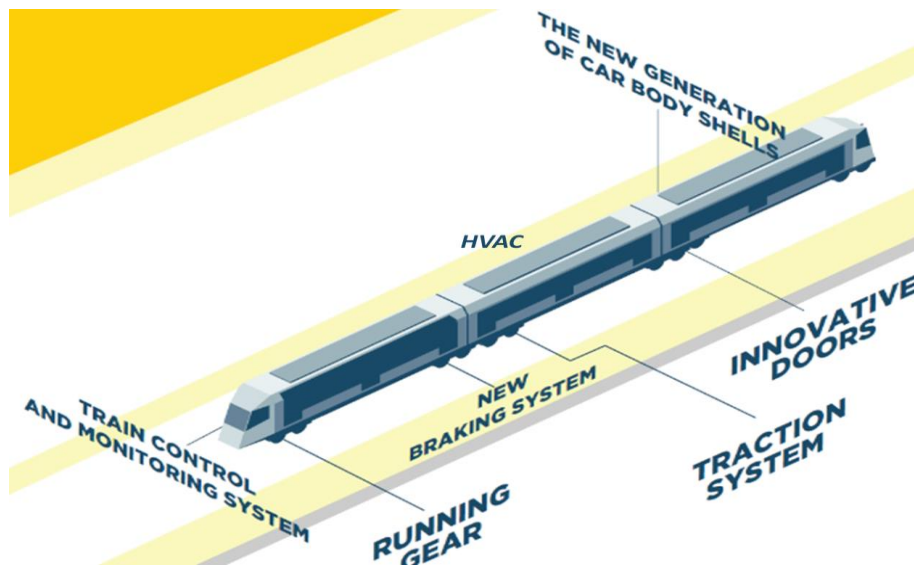 THE NEW GENERATION
OF CAR BODY SHELLS
HVAC
INNOVATIVE
DOORS
NEW
BRAKING SYSTEM
TRACTION
SYSTEM
TRAIN CONTROL
AND MONITORING SYSTEM
RUNNING
GEAR